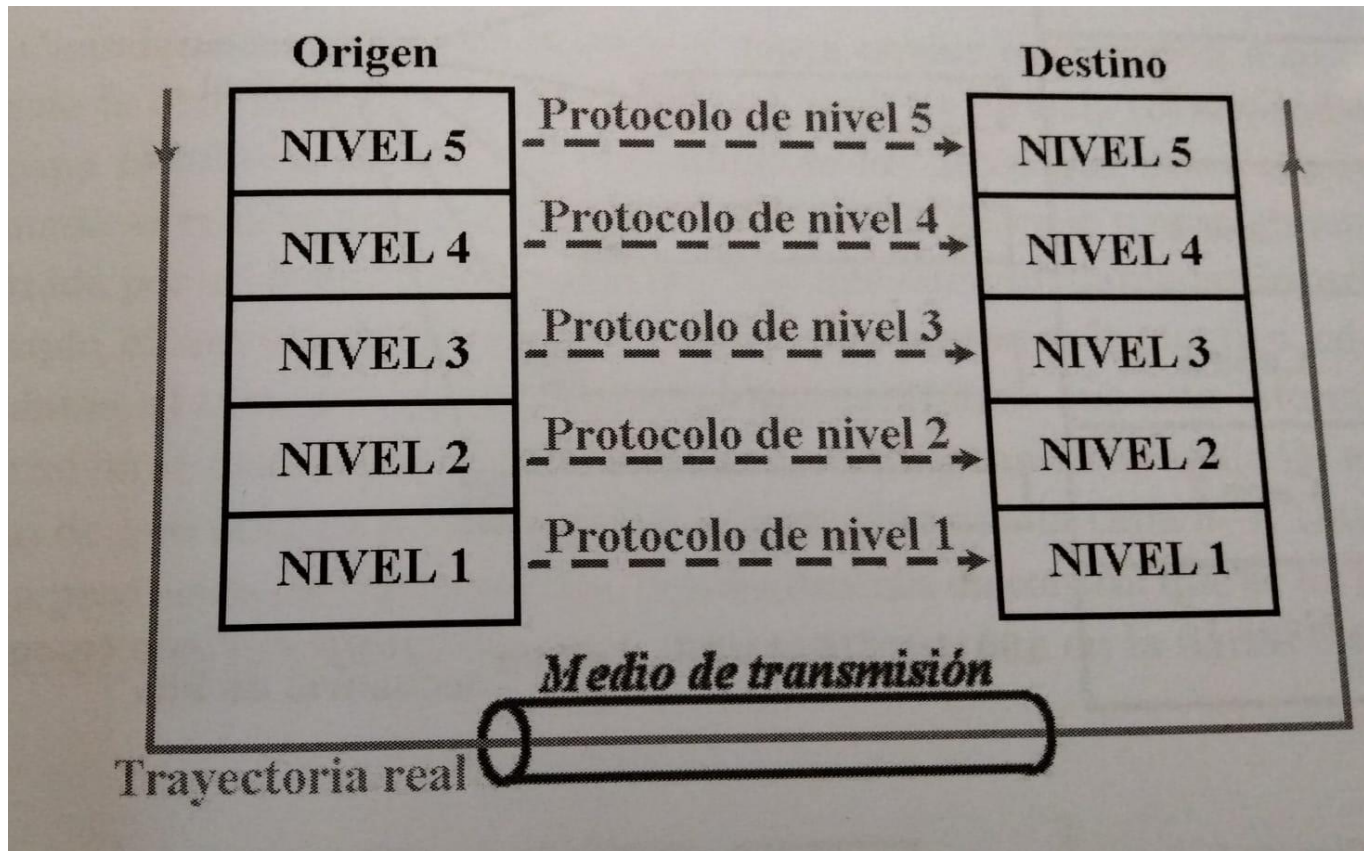 Origen
Destino
NIVEL 5
Protocolo de nivel 5
NIVEL 5
NIVEL 4
Protocolo de nivel 4
NIVEL 4
NIVEL 3
Protocolo de nivel 3
NIVEL 3
NIVEL 2
Protocolo de nivel 2
NIVEL 2
NIVEL 1
Protocolo de nivel 1
NIVEL 1
Medio de transmisión
Trayectoria real